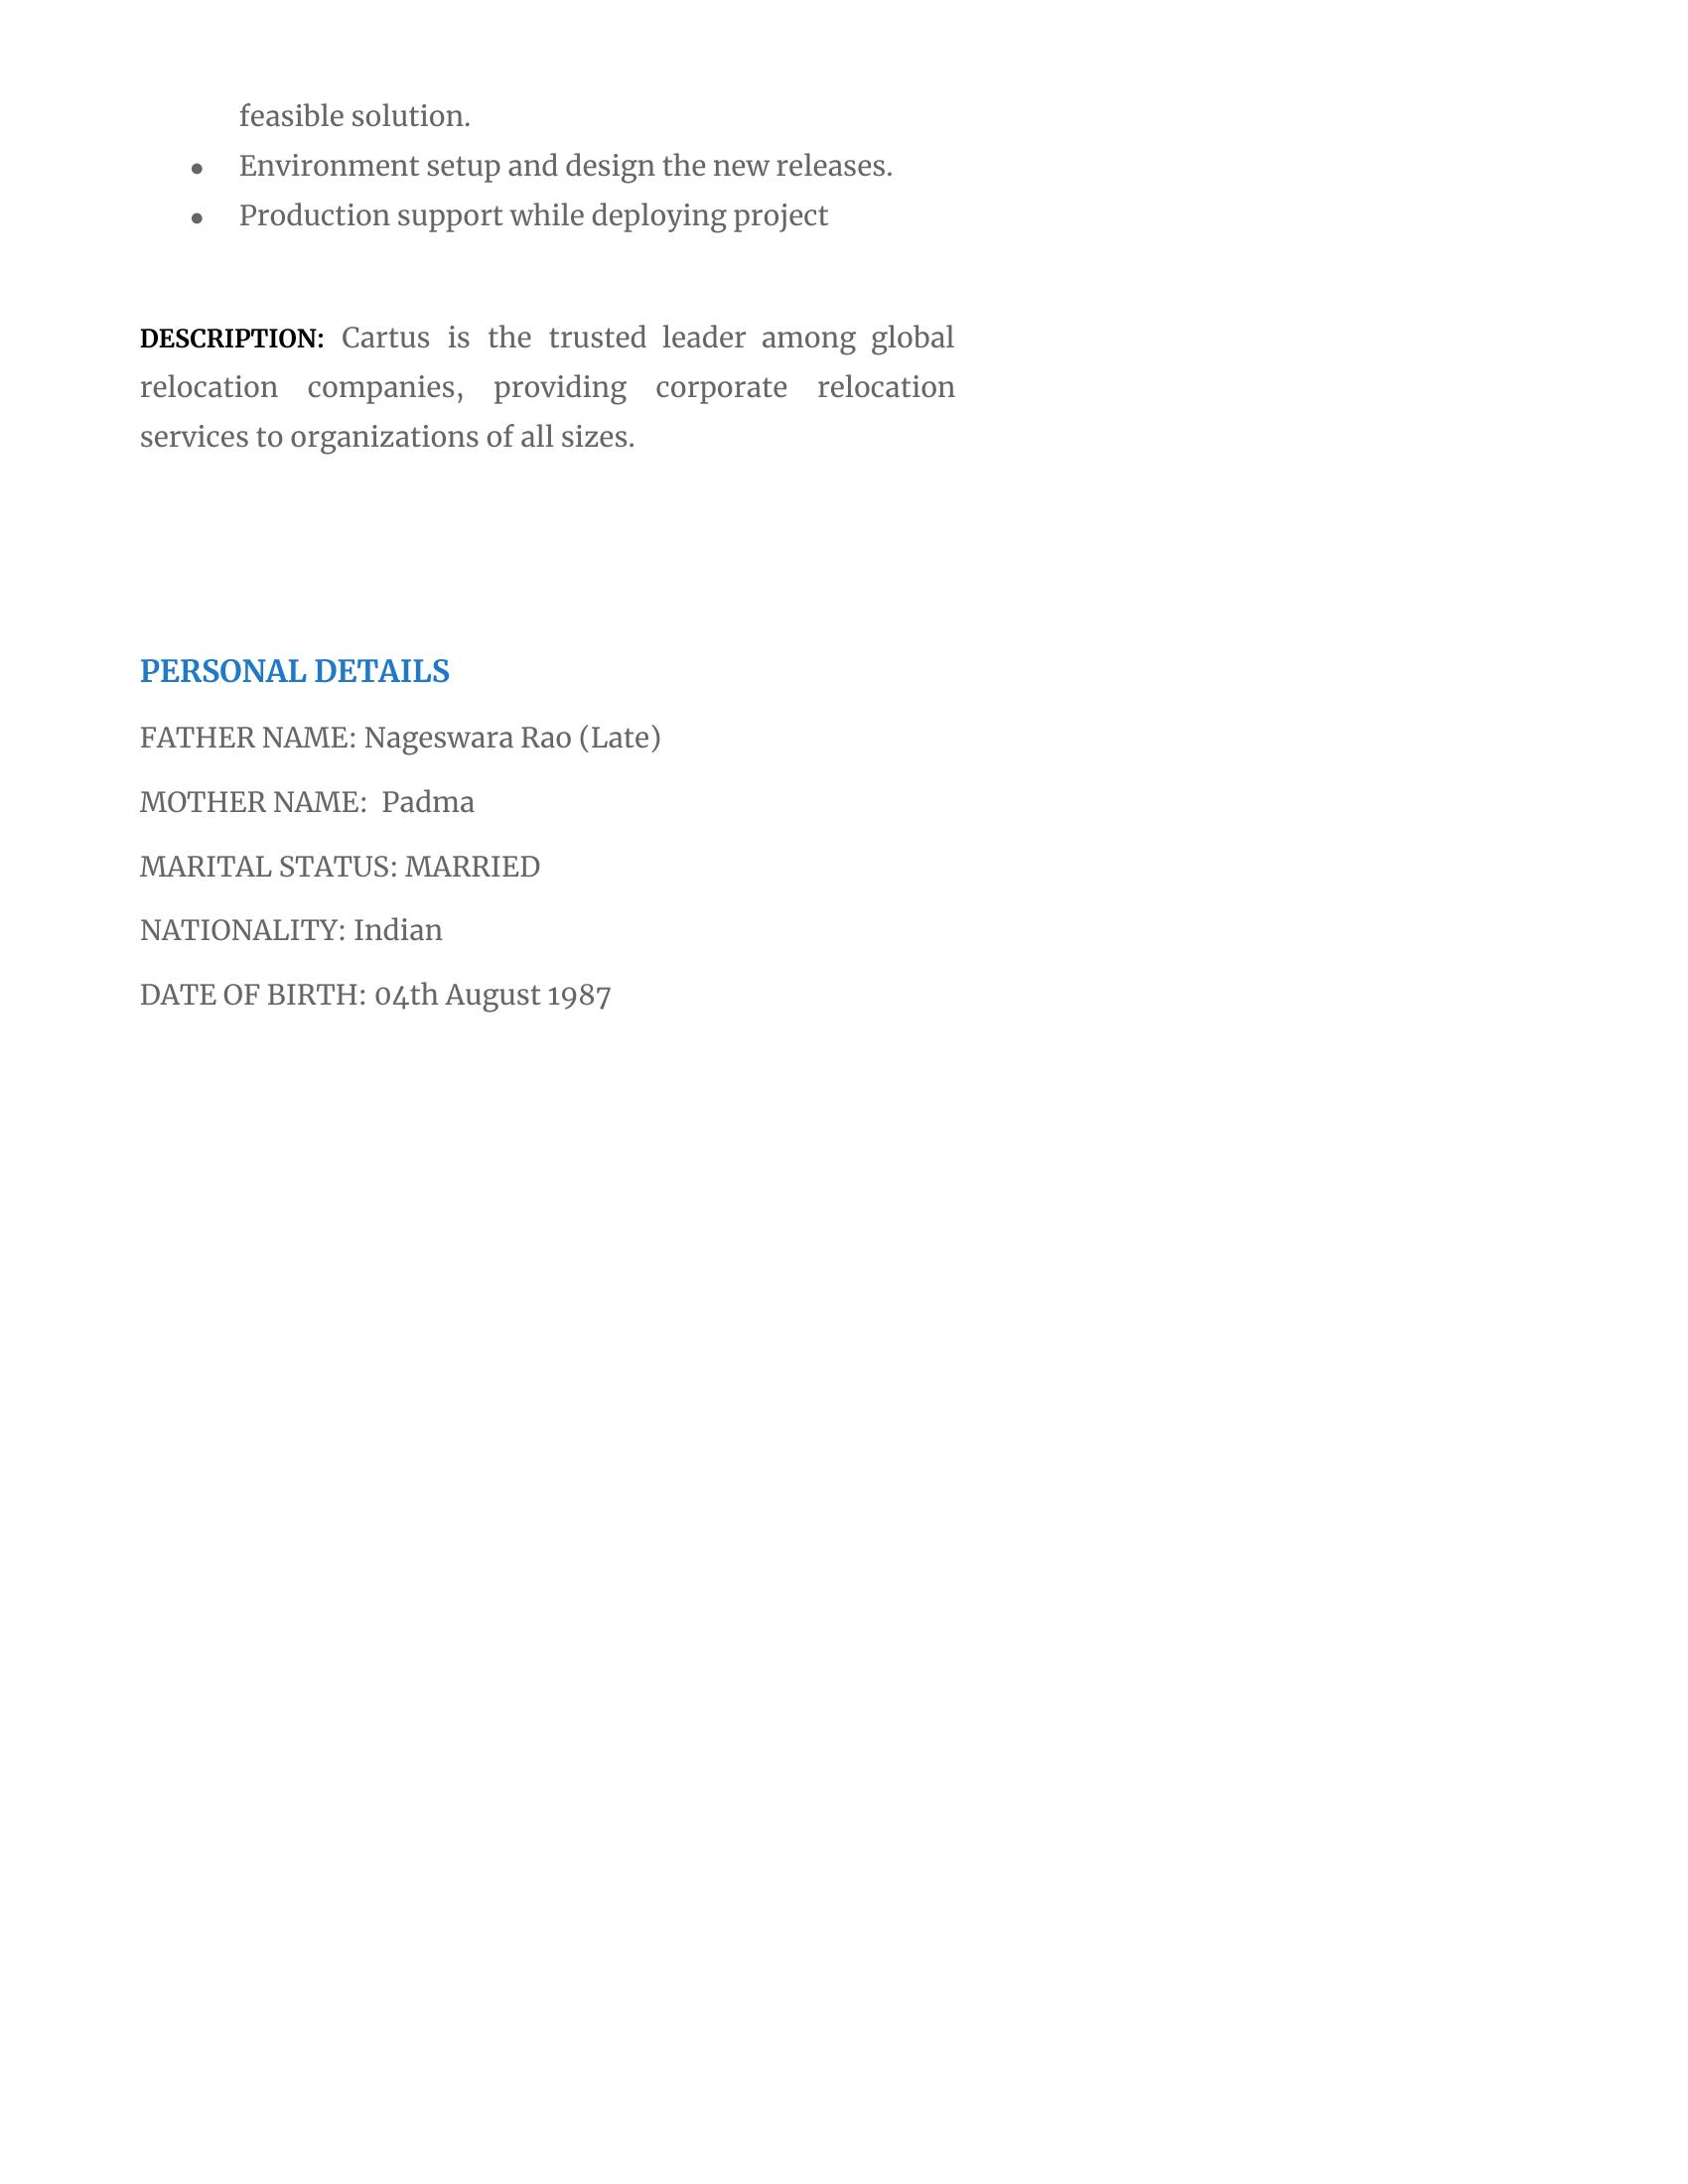 feasible solution.
● Environment setup and design the new releases.
● Production support while deploying project
DESCRIPTION: Cartus is the trusted leader among global
relocation companies, providing corporate relocation
services to organizations of all sizes.
PERSONAL DETAILS
FATHER NAME: Nageswara Rao (Late)
MOTHER NAME:  Padma
MARITAL STATUS: MARRIED
NATIONALITY: Indian
DATE OF BIRTH: 04th August 1987